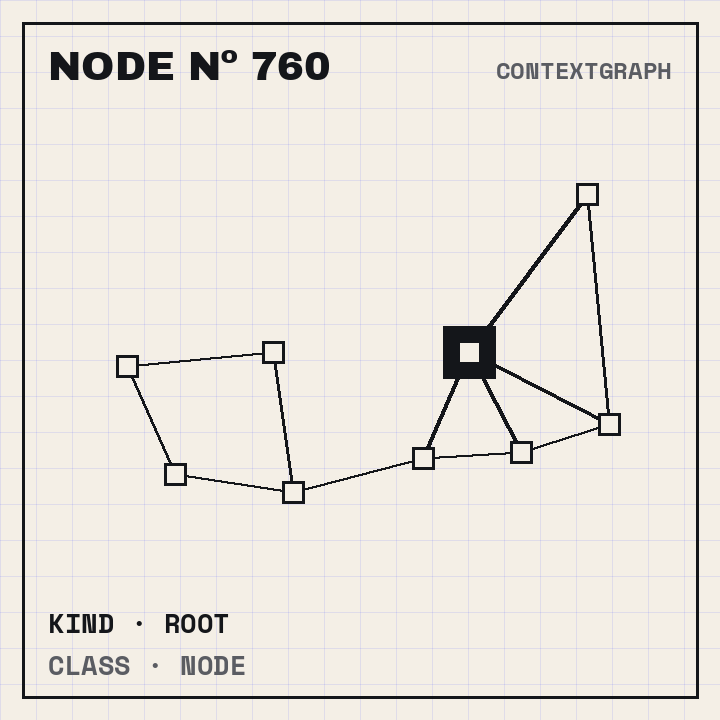 NODE Nº 760
CONTEXTGRAPH
KIND · ROOT
CLASS · NODE